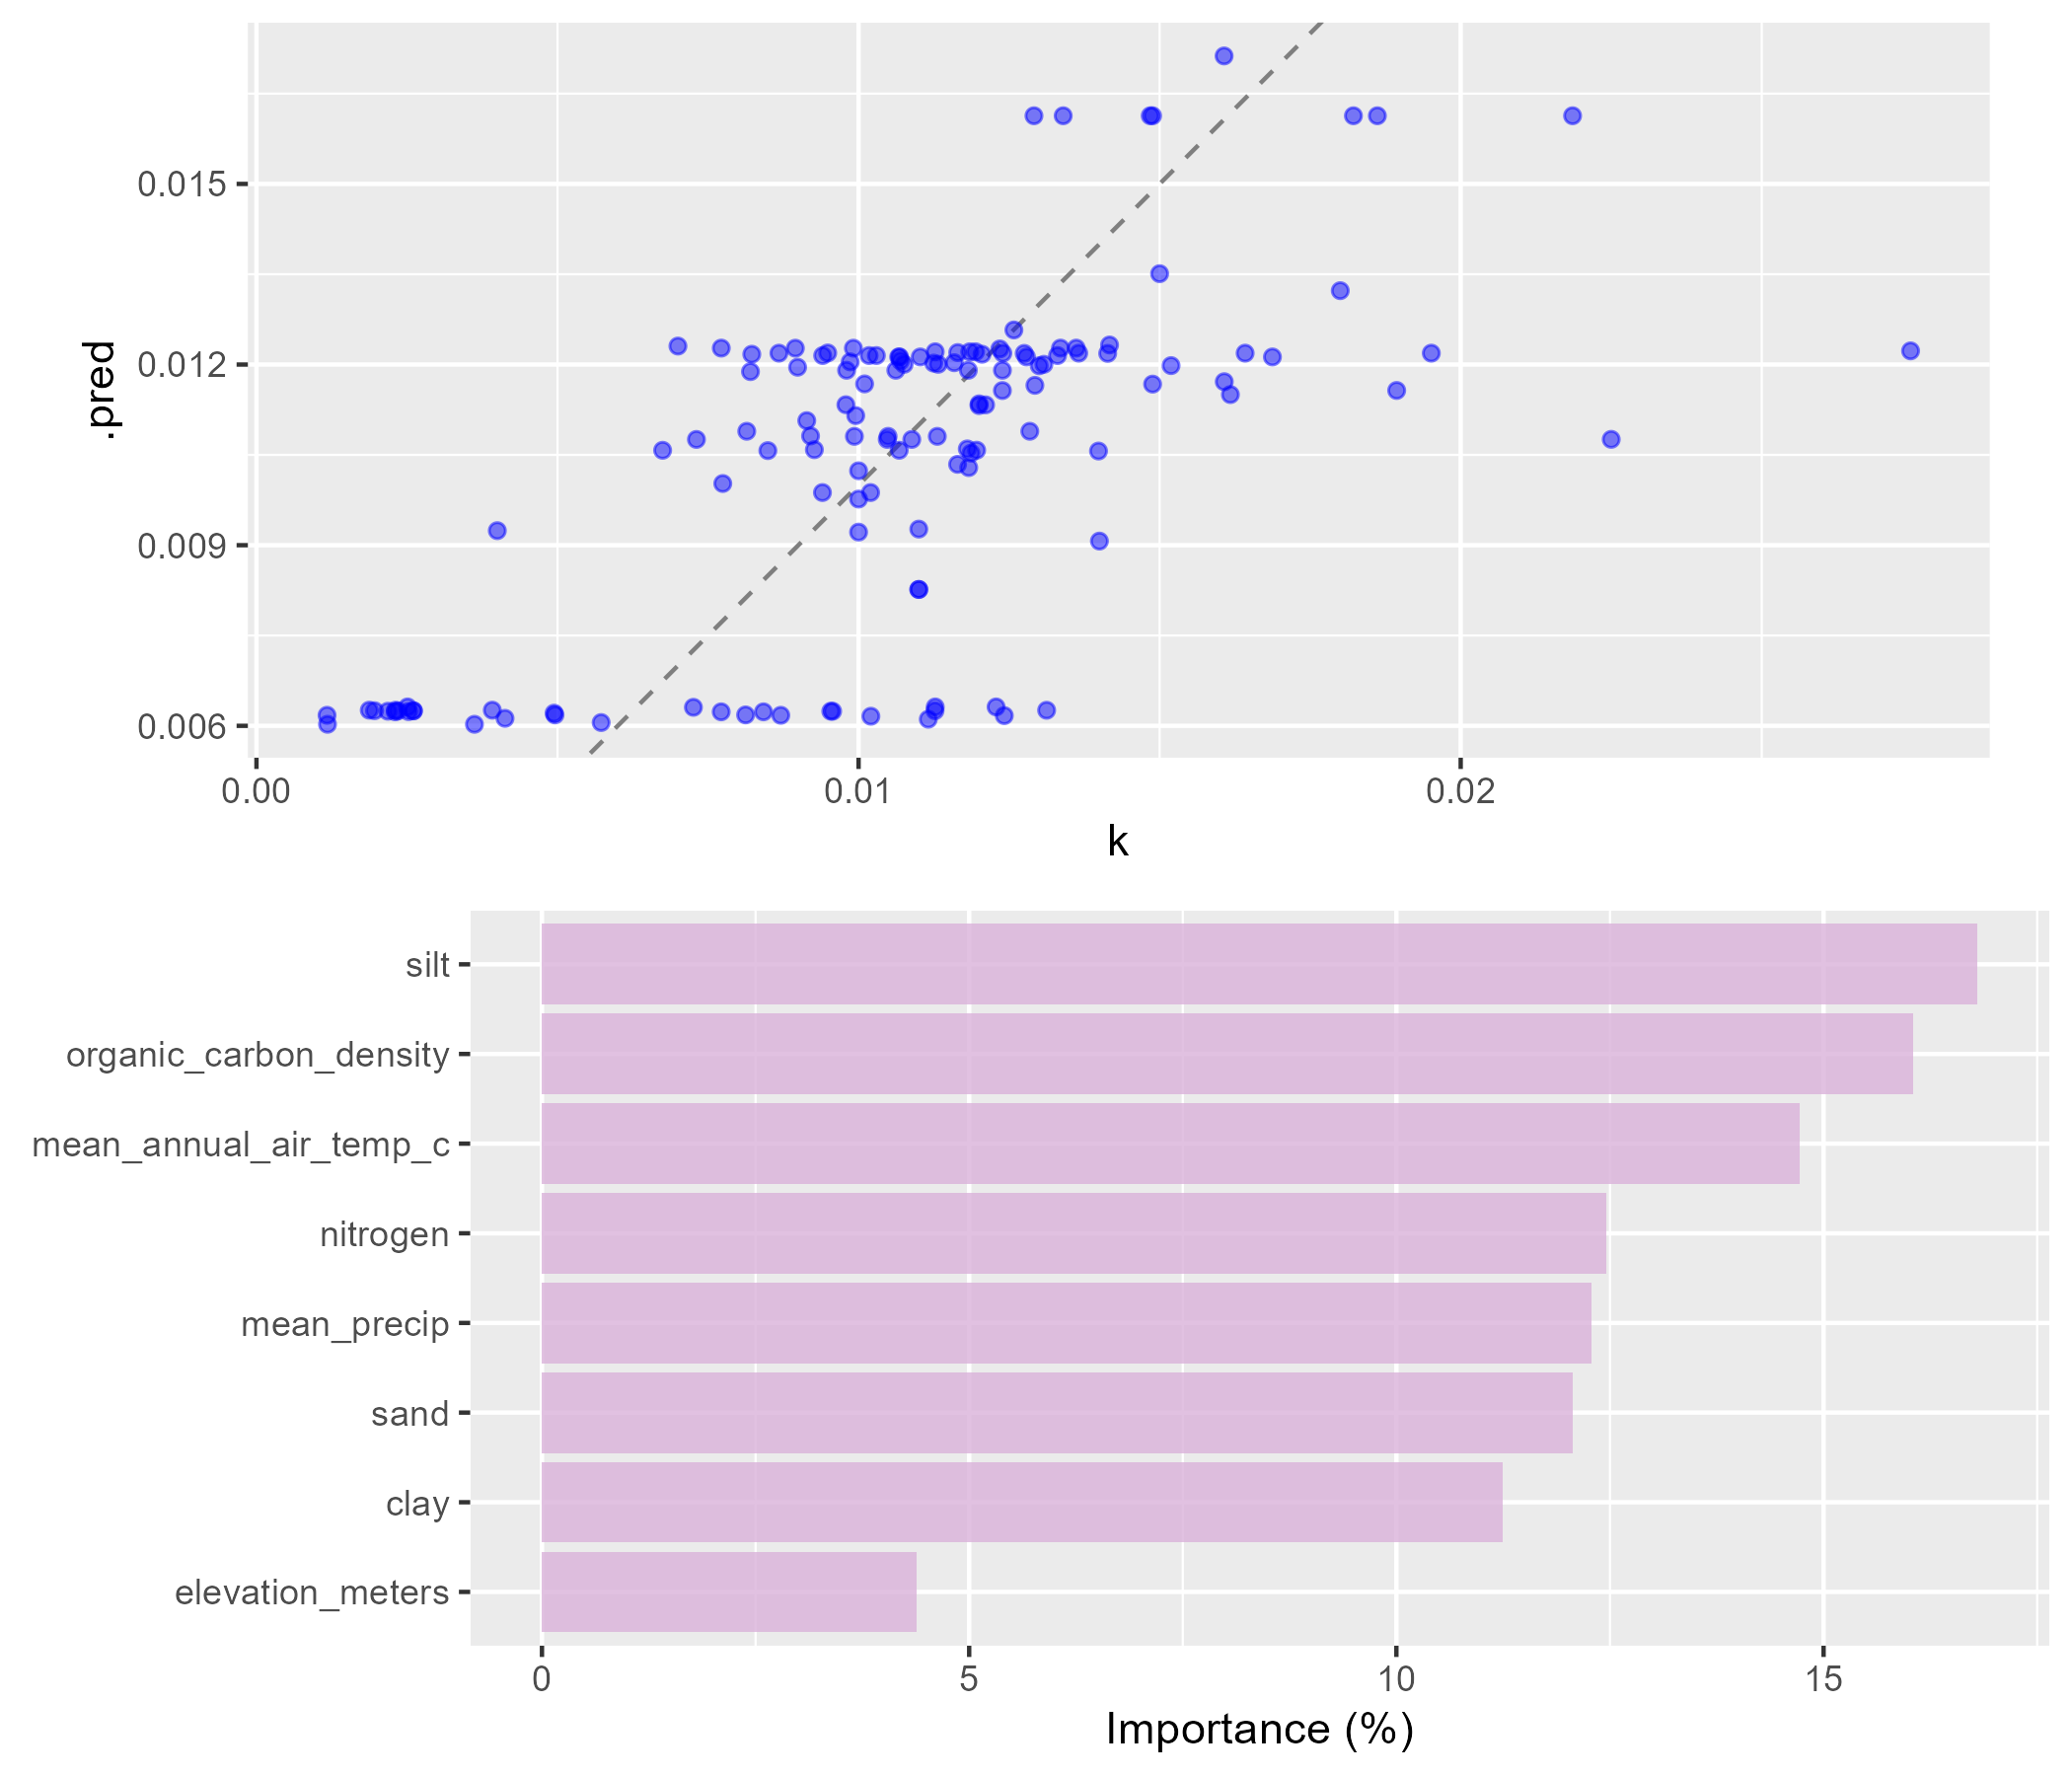 .pred
0.015
0.012
0.009
0.006
0.00 0.01 0.02
k
silt
organic_carbon_density
mean_annual_air_temp_c
nitrogen
mean_precip
sand
clay
elevation_meters
0 5 10 15
Importance (%)